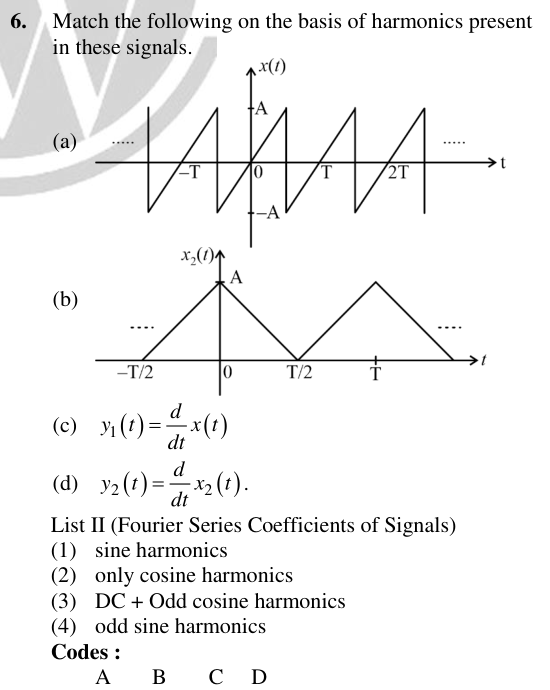 6. Match the following on the basis of harmonics present
in these signals.
x(t)
A
(a) ..... .....
–T 0 T 2T t
–A
x₂(t)
A
(b)
.... ....
–T/2 0 T/2 T t
(c) y₁(t) = d/dt x(t)
(d) y₂(t) = d/dt x₂(t).
List II (Fourier Series Coefficients of Signals)
(1) sine harmonics
(2) only cosine harmonics
(3) DC + Odd cosine harmonics
(4) odd sine harmonics
Codes :
A B C D